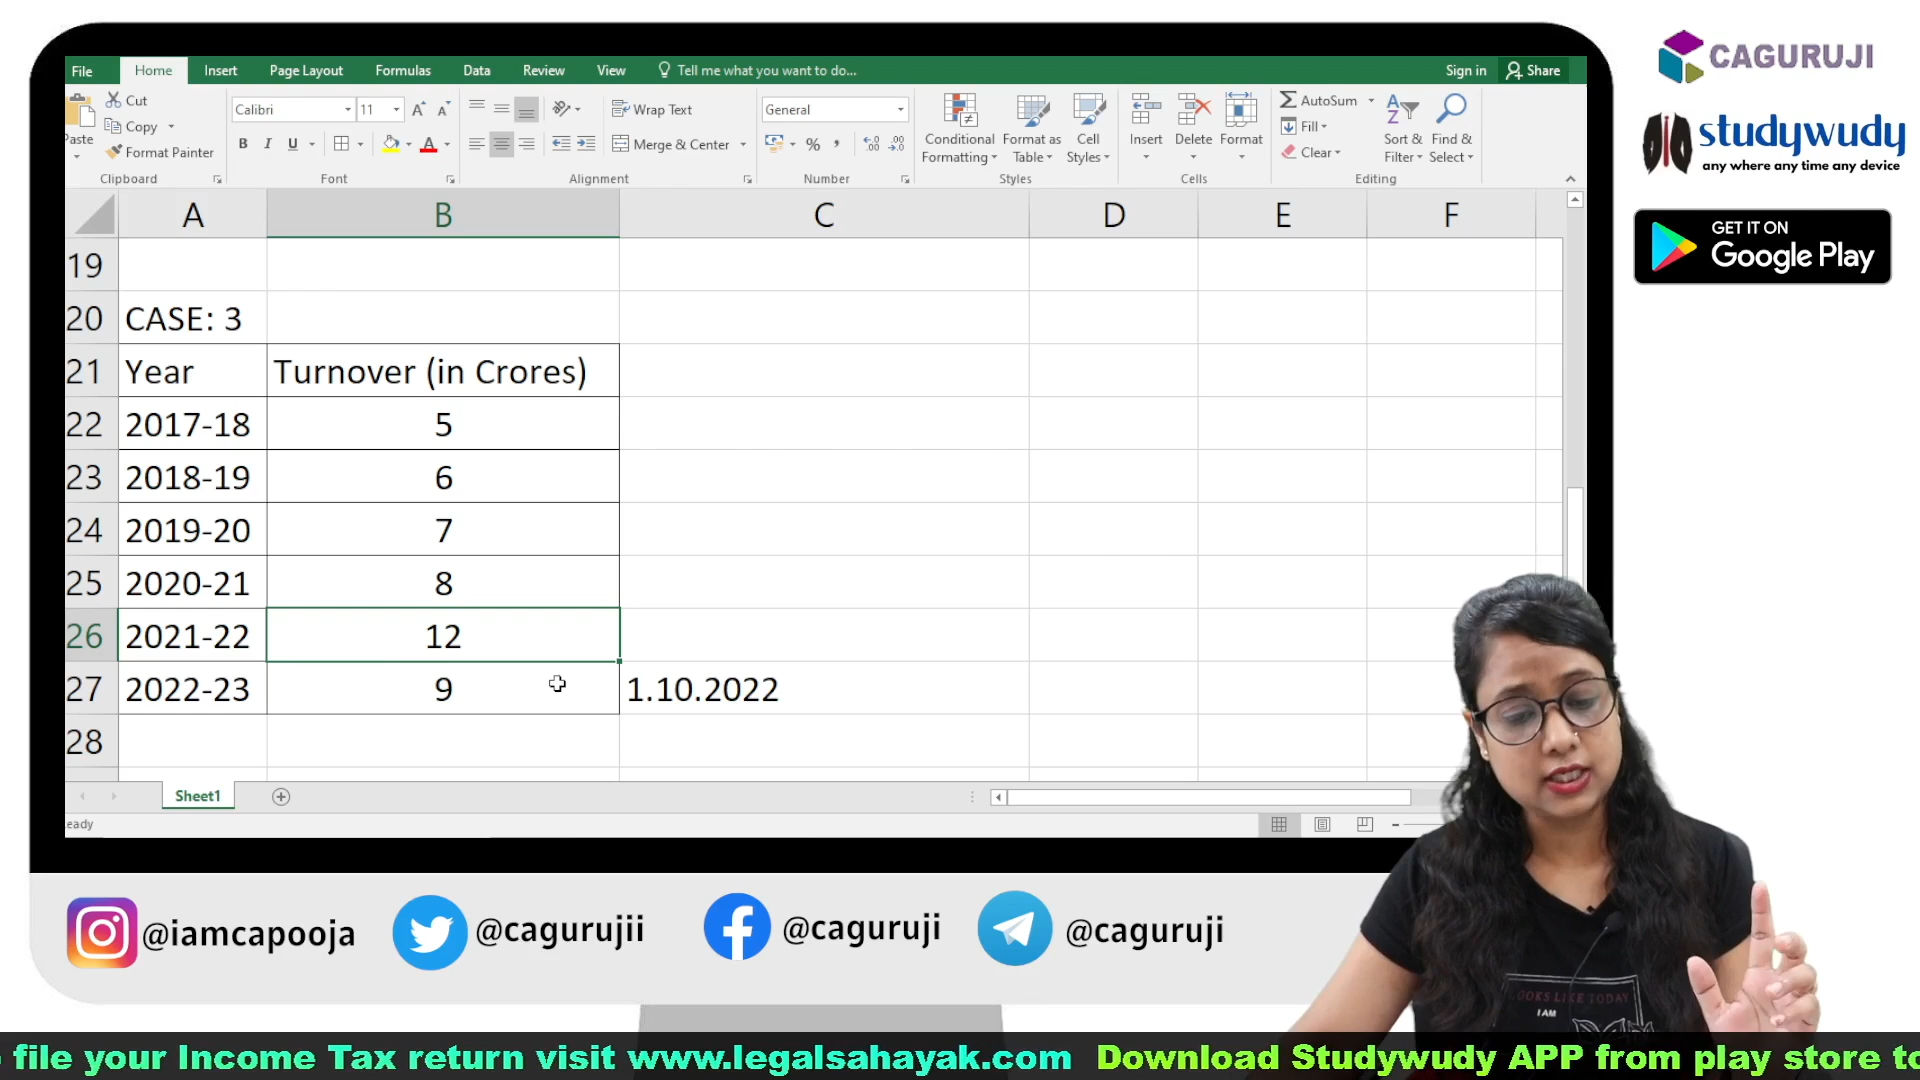 File Home Insert Page Layout Formulas Data Review View Tell me what you want to do... Sign in Share
Cut
Copy
Format Painter
Paste
Clipboard
Calibri 11
B I U
Font
Wrap Text
Merge & Center
Alignment
General
%
Number
Conditional Formatting
Format as Table
Cell Styles
Styles
Insert Delete Format
Cells
AutoSum
Fill
Clear
Sort & Filter
Find & Select
Editing
A B C D E F
19
20 CASE: 3
21 Year Turnover (in Crores)
22 2017-18 5
23 2018-19 6
24 2019-20 7
25 2020-21 8
26 2021-22 12
27 2022-23 9 1.10.2022
28
Sheet1
eady
CAGURUJI
studywudy
any where any time any device
GET IT ON
Google Play
@iamcapooja @cagurujii @caguruji @caguruji
LOOKS LIKE TODAY
I AM
file your Income Tax return visit www.legalsahayak.com Download Studywudy APP from play store to